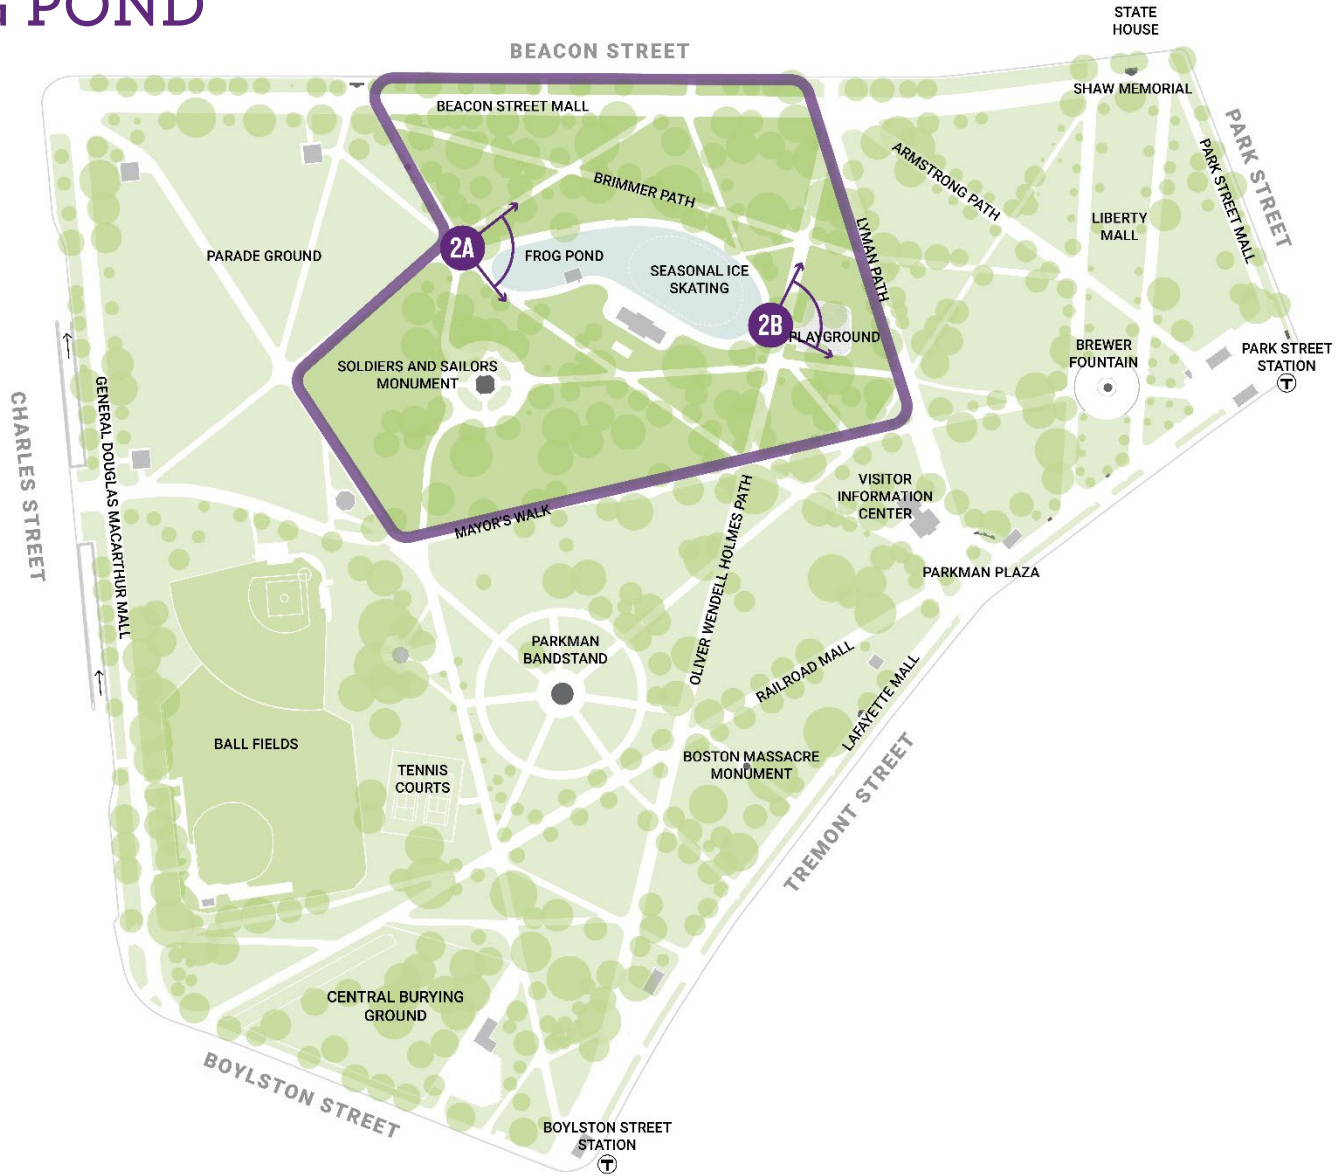 POND
STATE
HOUSE
BEACON STREET
SHAW MEMORIAL
BEACON STREET MALL
PARK STREET
PARK STREET MALL
ARMSTRONG PATH
BRIMMER PATH
LIBERTY
MALL
LYMAN PATH
2A
PARADE GROUND
FROG POND
SEASONAL ICE
SKATING
2B
PLAYGROUND
BREWER
FOUNTAIN
PARK STREET
STATION
T
SOLDIERS AND SAILORS
MONUMENT
CHARLES STREET
GENERAL DOUGLAS MACARTHUR MALL
VISITOR
INFORMATION
CENTER
MAYOR'S WALK
OLIVER WENDELL HOLMES PATH
PARKMAN PLAZA
PARKMAN
BANDSTAND
RAILROAD MALL
LAFAYETTE MALL
BALL FIELDS
TENNIS
COURTS
BOSTON MASSACRE
MONUMENT
TREMONT STREET
CENTRAL BURYING
GROUND
BOYLSTON STREET
BOYLSTON STREET
STATION
T